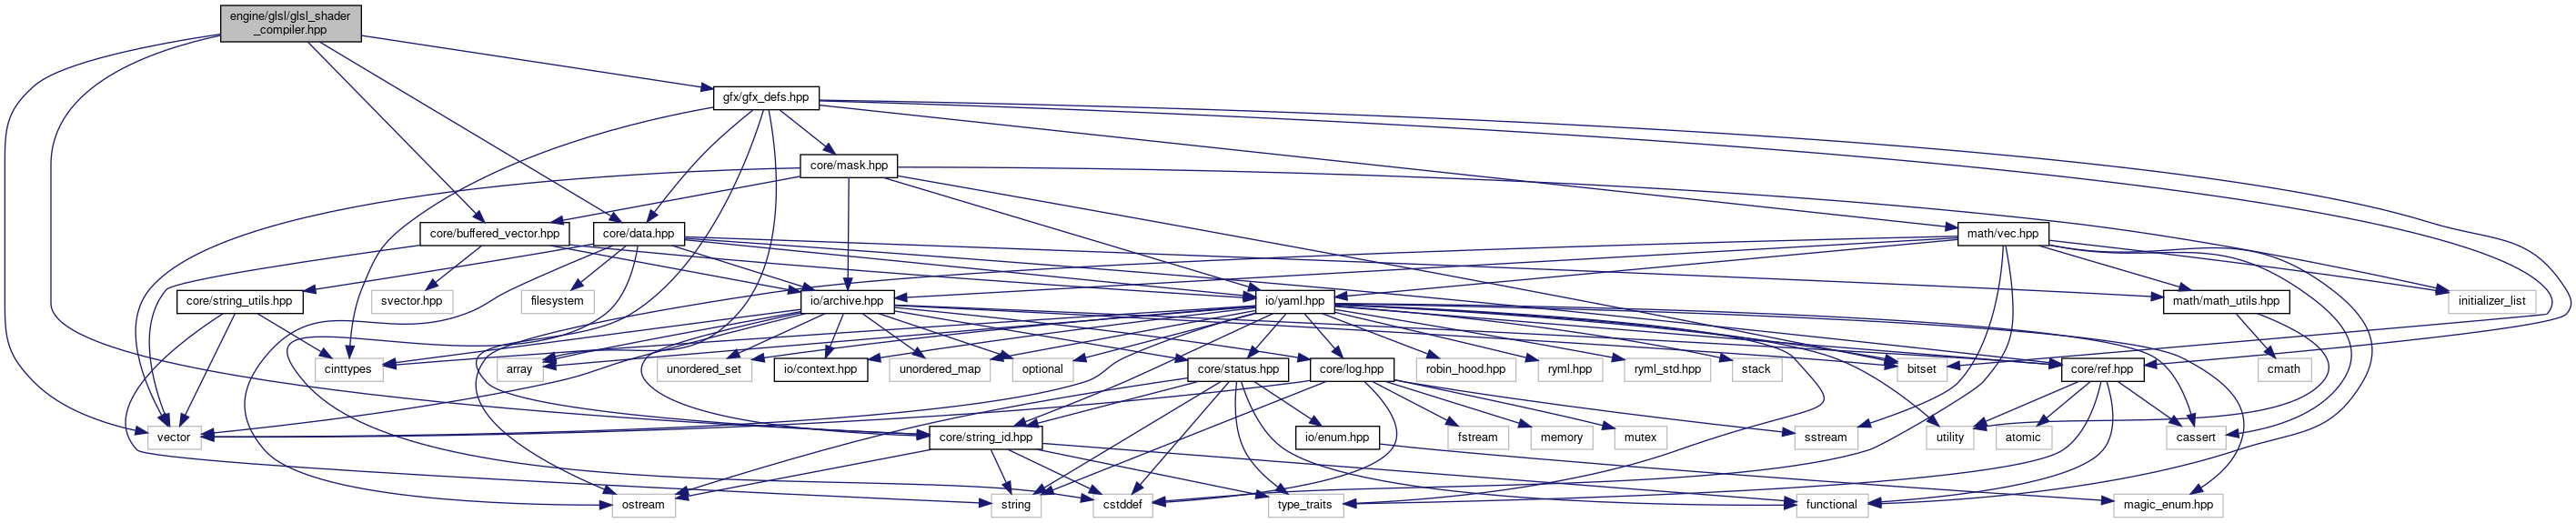 engine/glsl/glsl_shader
_compiler.hpp
gfx/gfx_defs.hpp
core/mask.hpp
core/buffered_vector.hpp
core/data.hpp
math/vec.hpp
core/string_utils.hpp
svector.hpp
filesystem
io/archive.hpp
io/yaml.hpp
math/math_utils.hpp
initializer_list
cinttypes
array
unordered_set
io/context.hpp
unordered_map
optional
core/status.hpp
core/log.hpp
robin_hood.hpp
ryml.hpp
ryml_std.hpp
stack
bitset
core/ref.hpp
cmath
vector
core/string_id.hpp
io/enum.hpp
fstream
memory
mutex
sstream
utility
atomic
cassert
ostream
string
cstddef
type_traits
functional
magic_enum.hpp